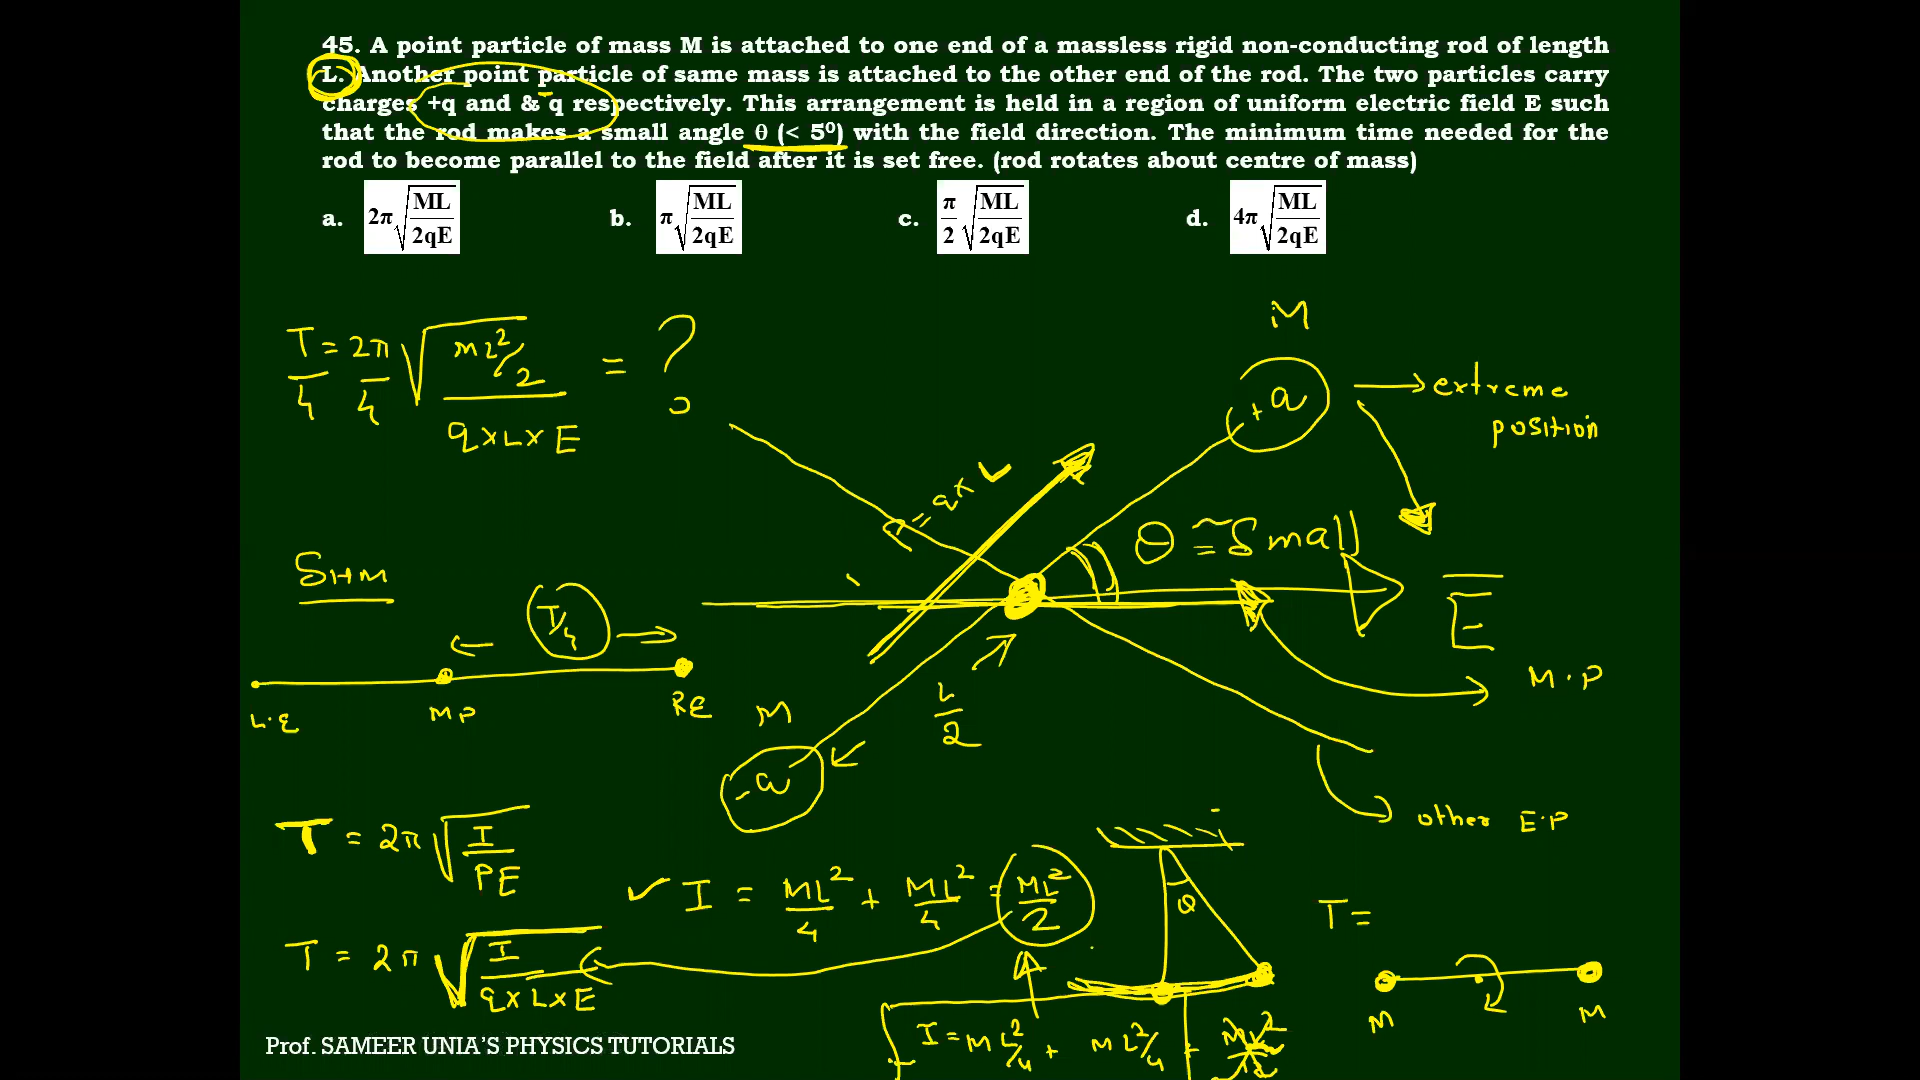 45. A point particle of mass M is attached to one end of a massless rigid non-conducting rod of length
L. Another point particle of same mass is attached to the other end of the rod. The two particles carry
charges +q and & q respectively. This arrangement is held in a region of uniform electric field E such
that the rod makes a small angle θ (< 5⁰) with the field direction. The minimum time needed for the
rod to become parallel to the field after it is set free. (rod rotates about centre of mass)
a. 2π√(ML/2qE) b. π√(ML/2qE) c. π/2 √(ML/2qE) d. 4π√(ML/2qE)
M
T/4 = 2π/4 √((ML²/2)/(q×L×E)) = ?
+q → extreme
position
= q×L
θ ≅ Small
E
SHM
T/4
M.P
L.E MP RE
M
L/2
-q
other E.P
T = 2π√(I/PE)
✓ I = ML²/4 + ML²/4 = ML²/2
θ
T =
T = 2π√(I/(q×L×E))
M M
I = ML²/4 + ML²/4
Prof. SAMEER UNIA'S PHYSICS TUTORIALS